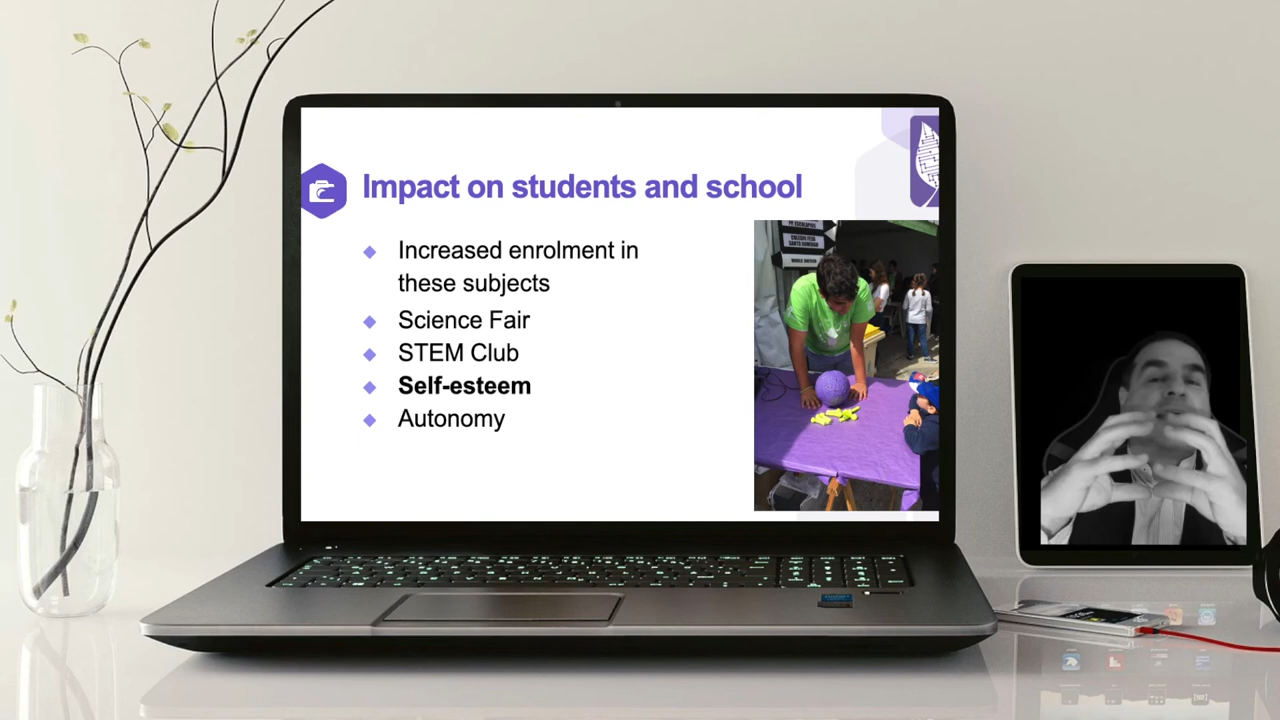 Impact on students and school
Increased enrolment in
these subjects
Science Fair
STEM Club
Self-esteem
Autonomy